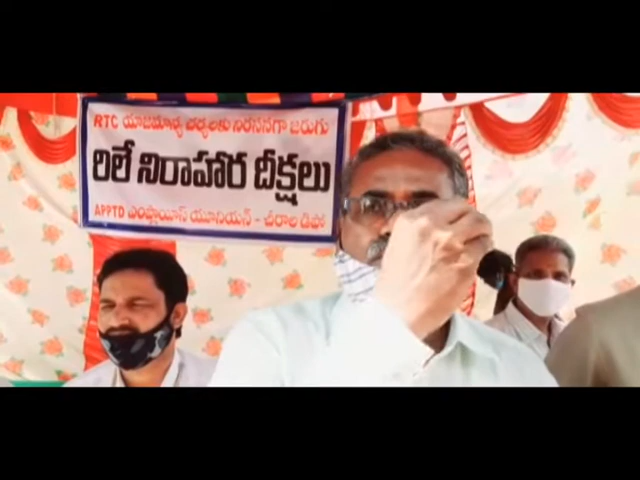 RTC యాజమాన్య చర్యలకు నిరసనగా జరుగు
రిలే నిరాహార దీక్షలు
APPTD ఎంప్లాయీస్ యూనియన్ - చీరాల డిపో